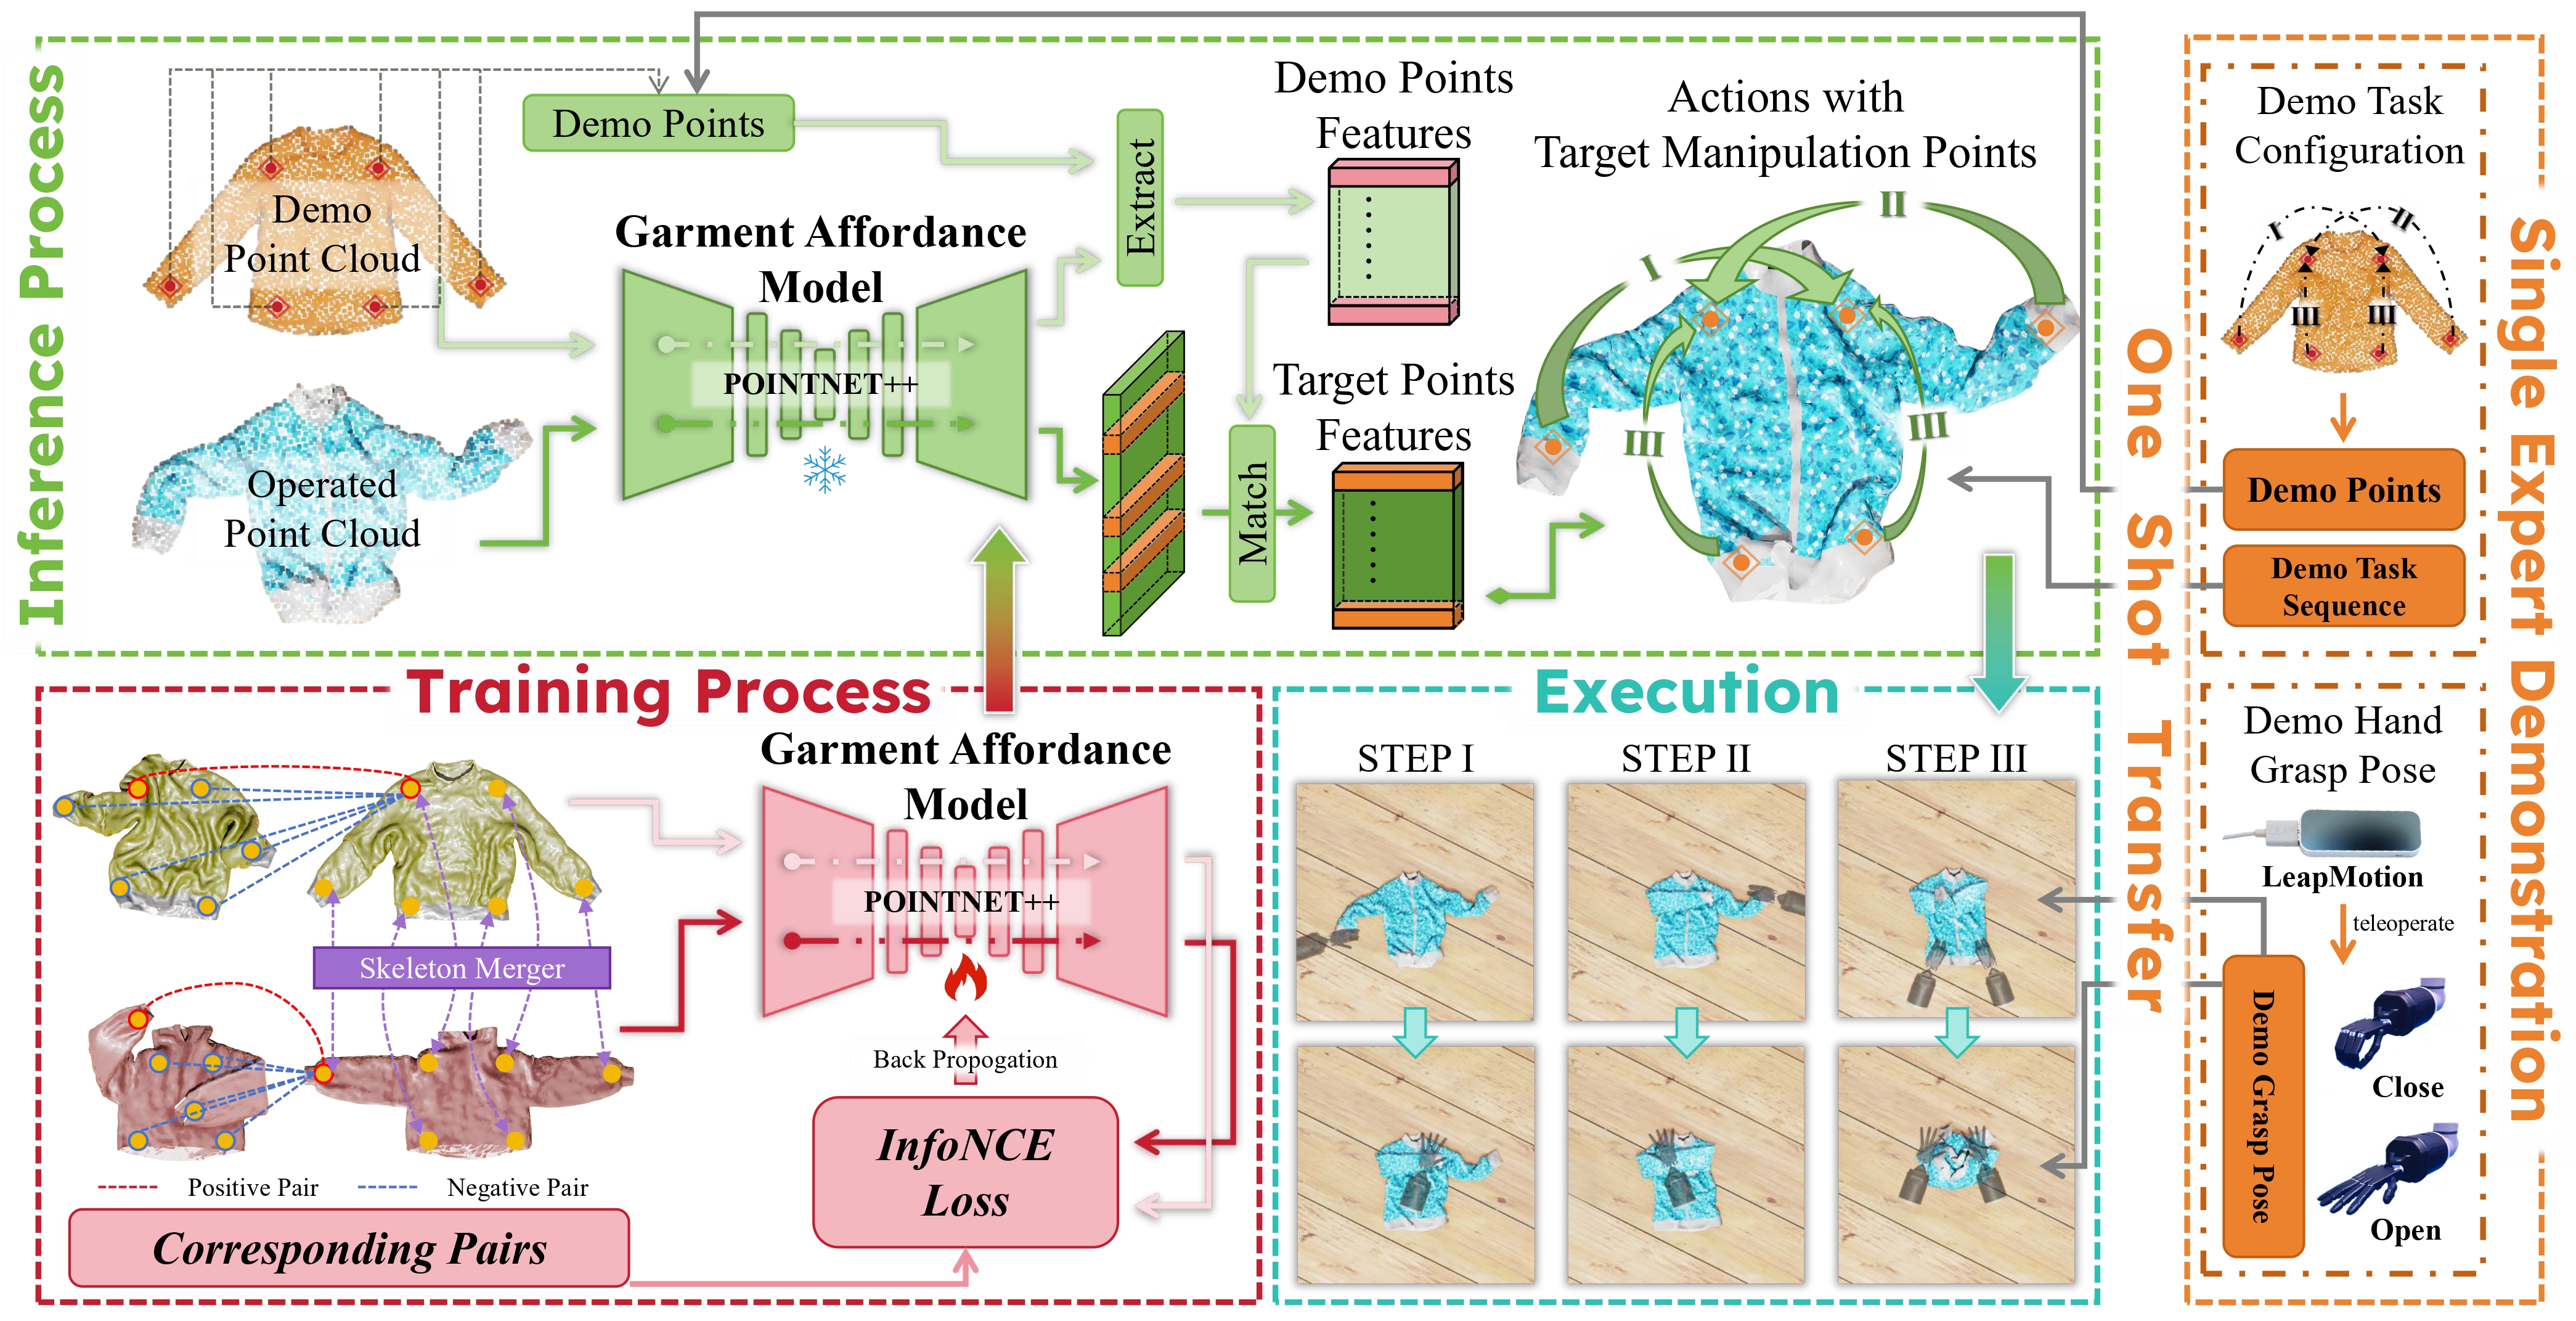 Inference Process
Demo Points
Demo
Point Cloud
Operated
Point Cloud
Garment Affordance
Model
POINTNET++
Extract
Demo Points
Features
Match
Target Points
Features
Actions with
Target Manipulation Points
I
II
III
III
Training Process
Garment Affordance
Model
POINTNET++
Skeleton Merger
Back Propogation
InfoNCE
Loss
Positive Pair
Negative Pair
Corresponding Pairs
Execution
STEP I
STEP II
STEP III
One Shot Transfer
Single Expert Demonstration
Demo Task
Configuration
I
II
III
III
Demo Points
Demo Task
Sequence
Demo Hand
Grasp Pose
LeapMotion
teleoperate
Demo Grasp Pose
Close
Open